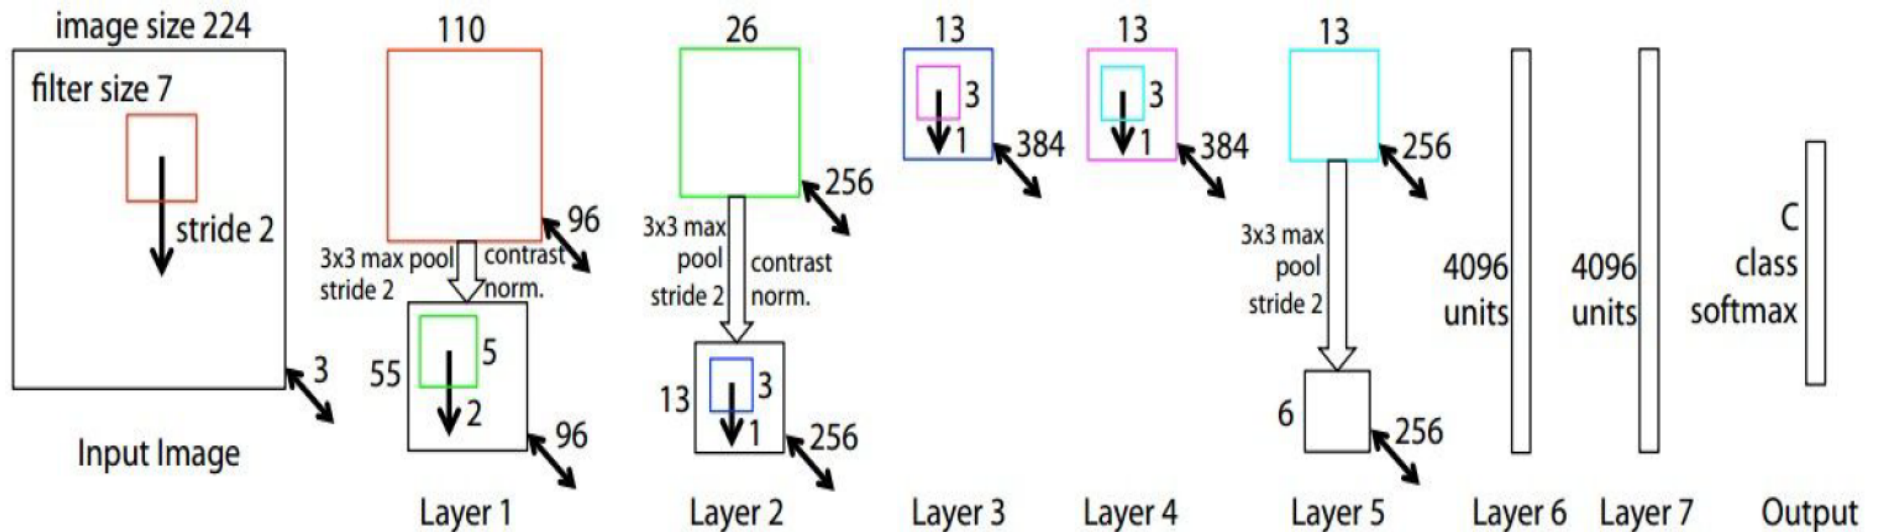 image size 224
filter size 7
stride 2
3
Input Image
110
96
3x3 max pool
stride 2
contrast
norm.
55
5
2
96
Layer 1
26
256
3x3 max
pool
stride 2
contrast
norm.
13
3
1
256
Layer 2
13
3
1
384
Layer 3
13
3
1
384
Layer 4
13
256
3x3 max
pool
stride 2
6
256
Layer 5
4096
units
Layer 6
4096
units
Layer 7
C
class
softmax
Output